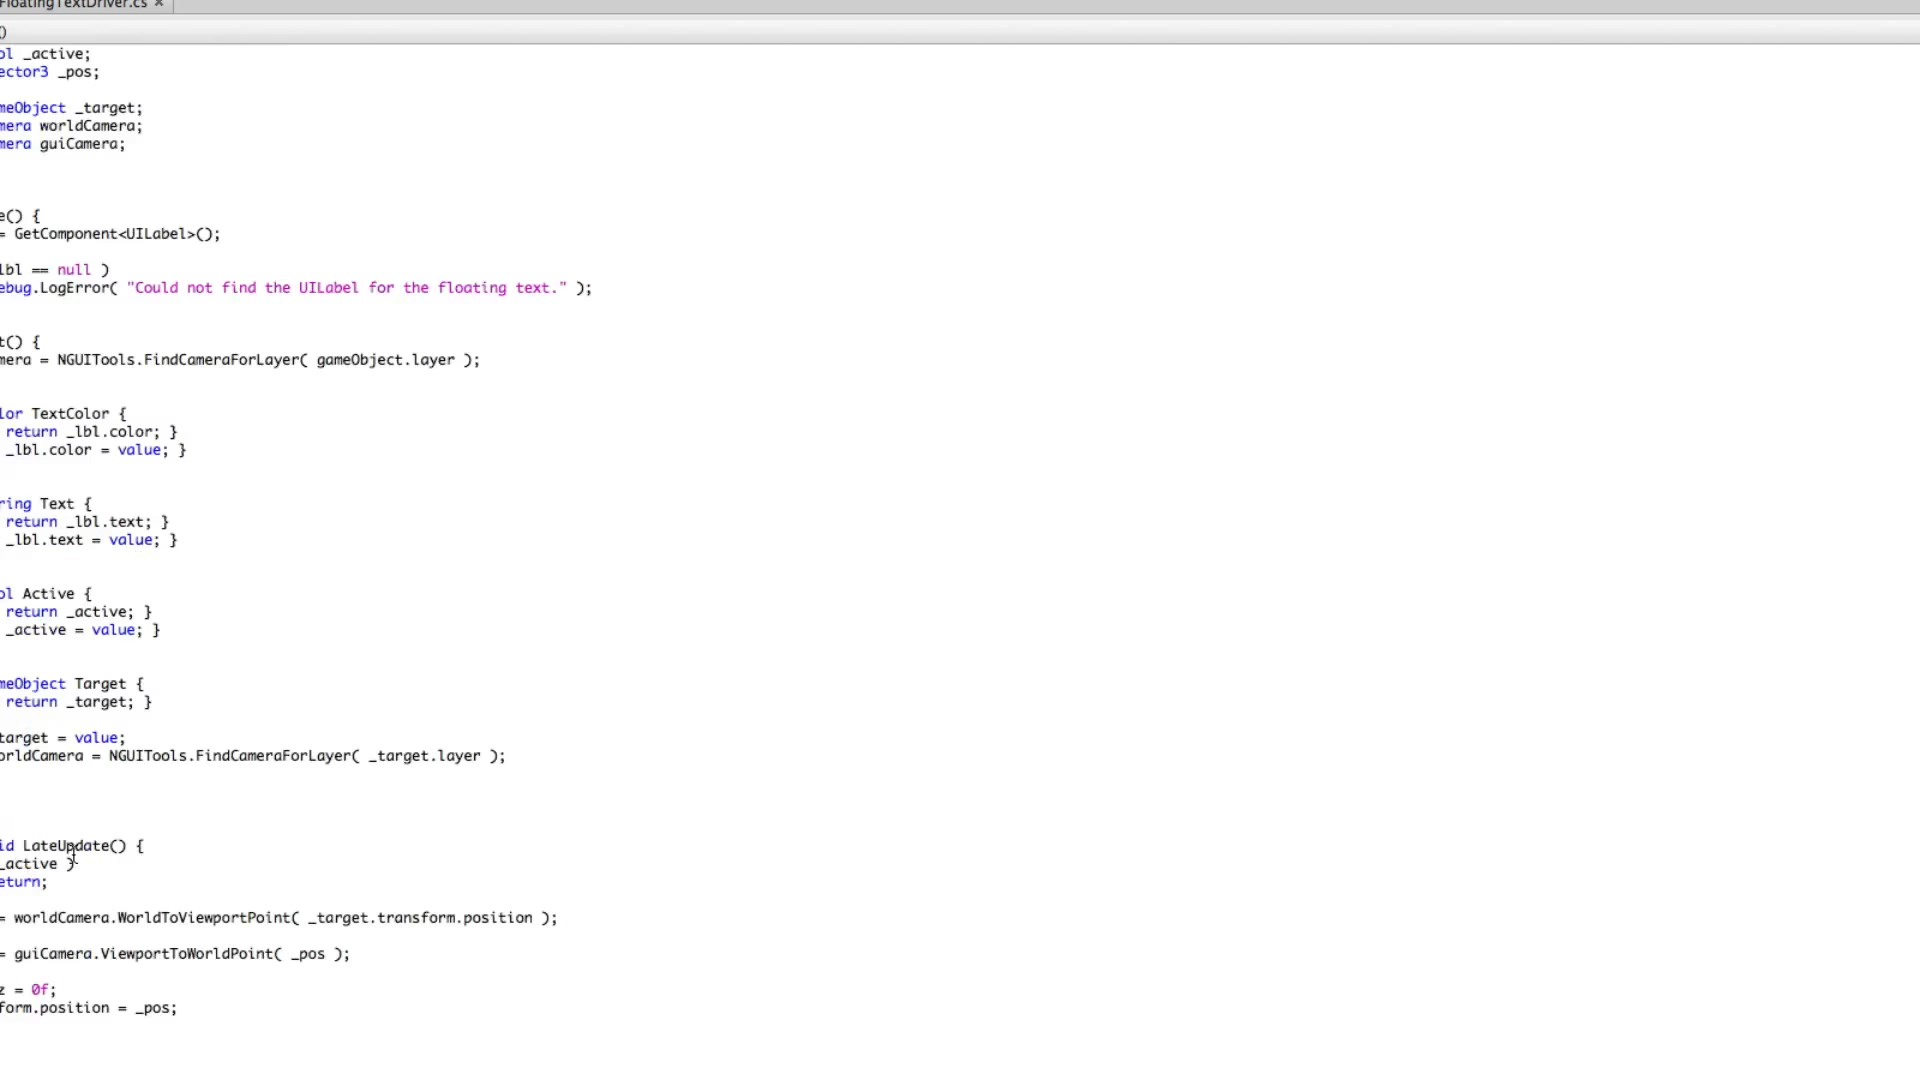 FloatingTextDriver.cs ×
()
ol _active;
ector3 _pos;
meObject _target;
mera worldCamera;
mera guiCamera;
e() {
= GetComponent<UILabel>();
lbl == null )
ebug.LogError( "Could not find the UILabel for the floating text." );
t() {
mera = NGUITools.FindCameraForLayer( gameObject.layer );
lor TextColor {
return _lbl.color; }
_lbl.color = value; }
ring Text {
return _lbl.text; }
_lbl.text = value; }
ol Active {
return _active; }
_active = value; }
meObject Target {
return _target; }
target = value;
orldCamera = NGUITools.FindCameraForLayer( _target.layer );
id LateUpdate() {
_active )
eturn;
= worldCamera.WorldToViewportPoint( _target.transform.position );
= guiCamera.ViewportToWorldPoint( _pos );
z = 0f;
form.position = _pos;